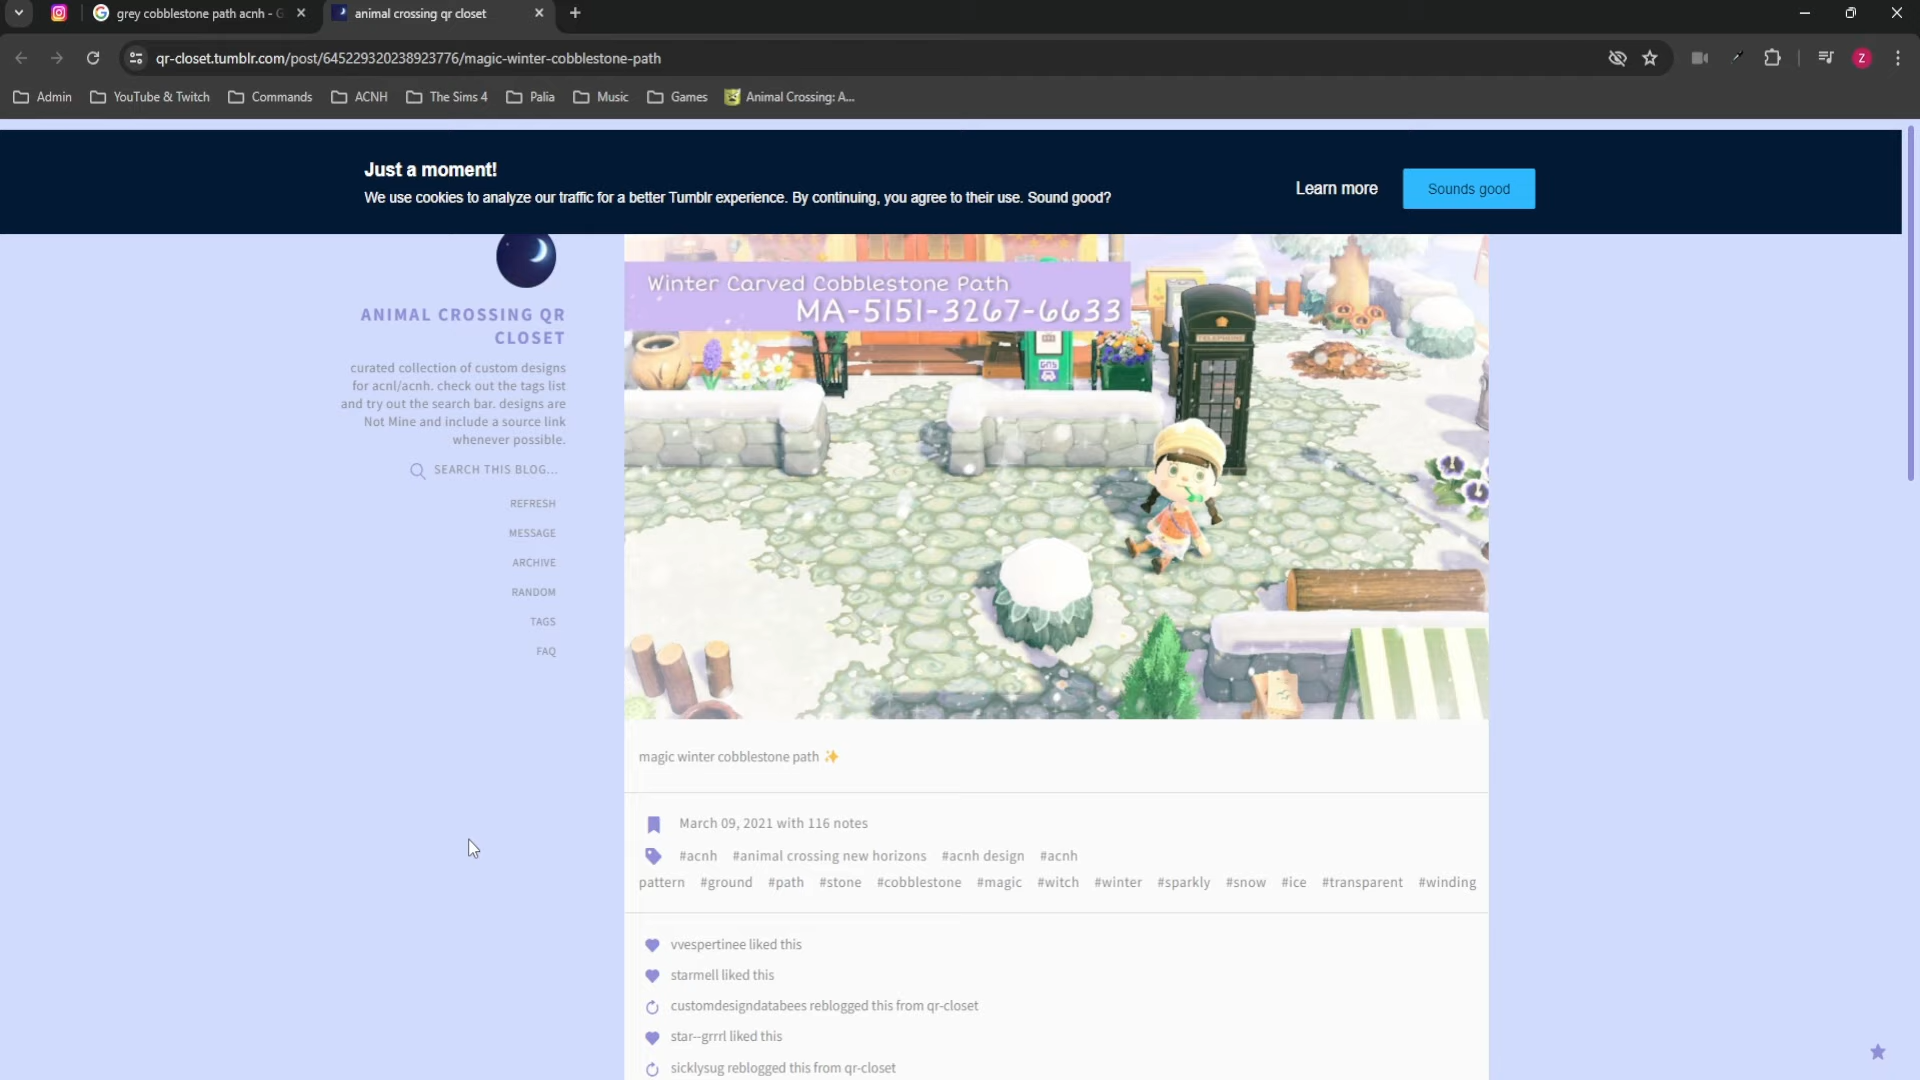 grey cobblestone path acnh - G
animal crossing qr closet
qr-closet.tumblr.com/post/645229320238923776/magic-winter-cobblestone-path
Z
Admin
YouTube & Twitch
Commands
ACNH
The Sims 4
Palia
Music
Games
Animal Crossing: A...
Just a moment!
We use cookies to analyze our traffic for a better Tumblr experience. By continuing, you agree to their use. Sound good?
Learn more
Sounds good
ANIMAL CROSSING QR
CLOSET
curated collection of custom designs
for acnl/acnh. check out the tags list
and try out the search bar. designs are
Not Mine and include a source link
whenever possible.
SEARCH THIS BLOG...
REFRESH
MESSAGE
ARCHIVE
RANDOM
TAGS
FAQ
Winter Carved Cobblestone Path
MA-5151-3267-6633
TELEPHONE
magic winter cobblestone path ✨
March 09, 2021 with 116 notes
#acnh #animal crossing new horizons #acnh design #acnh
pattern #ground #path #stone #cobblestone #magic #witch #winter #sparkly #snow #ice #transparent #winding
vvespertinee liked this
starmell liked this
customdesigndatabees reblogged this from qr-closet
star--grrrl liked this
sicklysug reblogged this from qr-closet